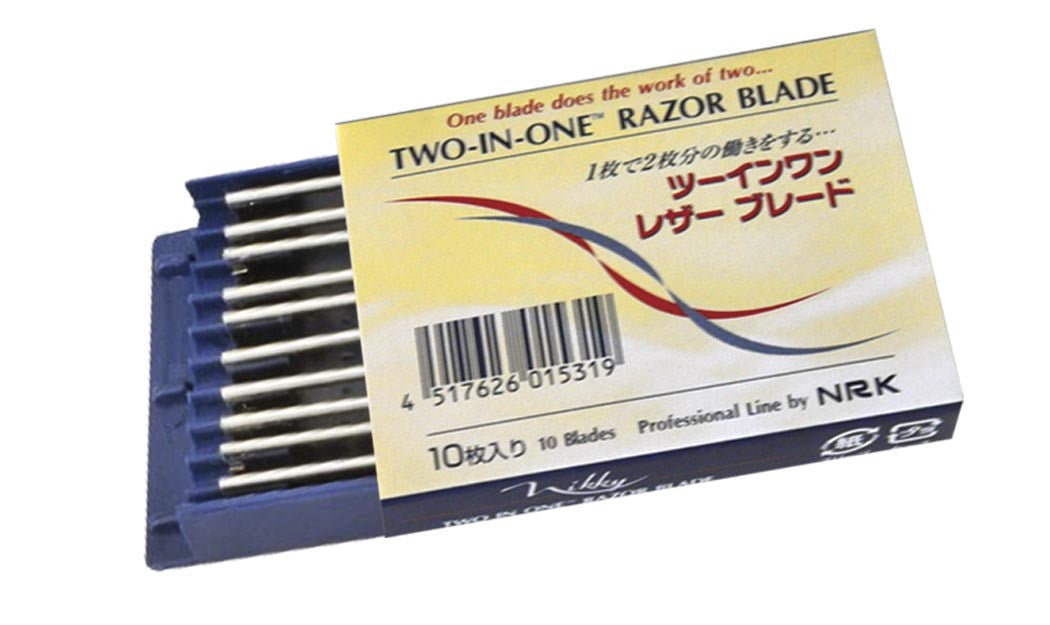 One blade does the work of two...
TWO-IN-ONE™ RAZOR BLADE
1枚で2枚分の働きをする…
ツーインワン
レザー ブレード
4 517626 015319
10枚入り 10 Blades Professional Line by NRK
紙
プラ
Nikky
TWO IN ONE™ RAZOR BLADE